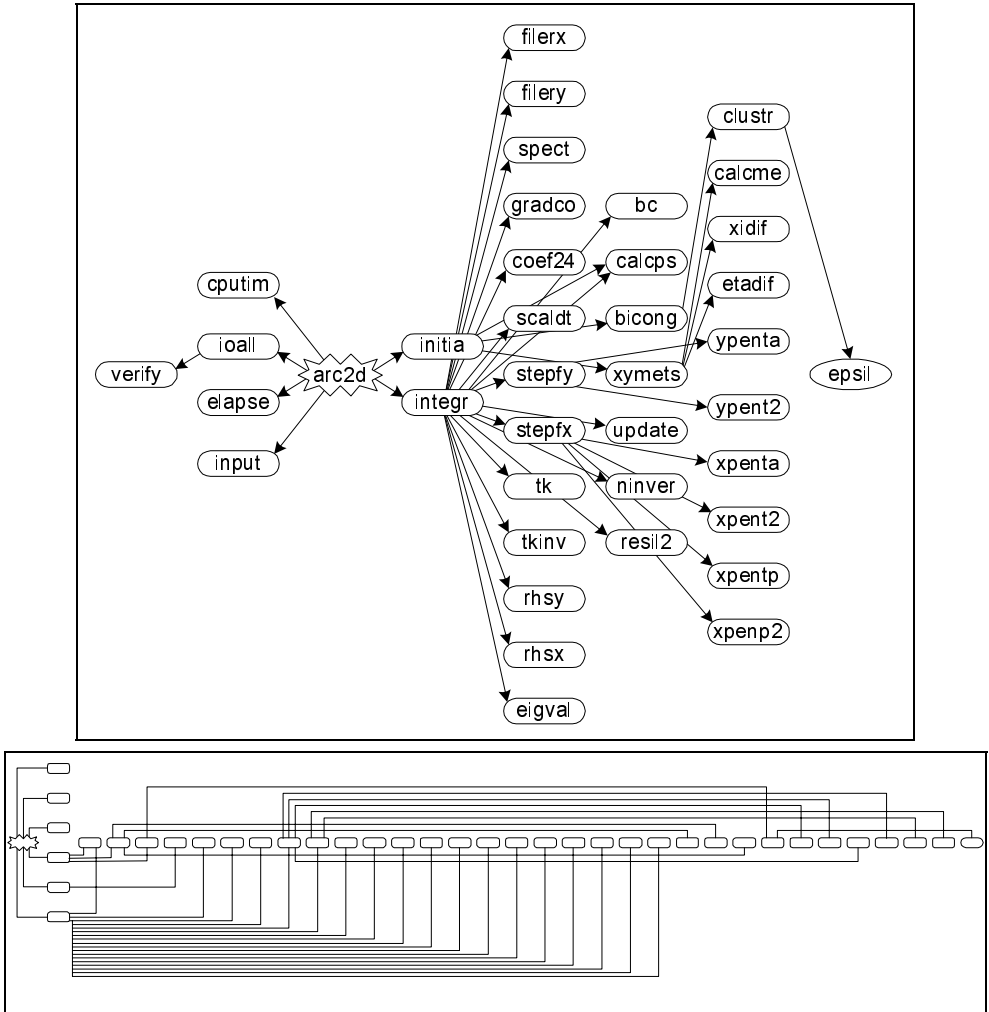 filerx
filery
clustr
spect
calcme
gradco
bc
xidif
coef24
calcps
cputim
etadif
scaldt
bicong
ioall
initia
ypenta
verify
arc2d
stepfy
xymets
epsil
elapse
integr
ypent2
stepfx
update
input
xpenta
tk
ninver
xpent2
tkinv
resil2
xpentp
rhsy
xpenp2
rhsx
eigval